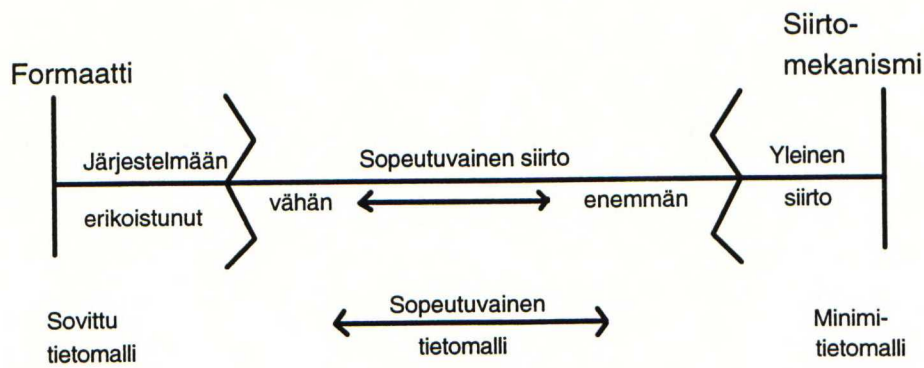 Formaatti
Siirto-
mekanismi
Järjestelmään
erikoistunut
Sopeutuvainen siirto
vähän
enemmän
Yleinen
siirto
Sovittu
tietomalli
Sopeutuvainen
tietomalli
Minimi-
tietomalli